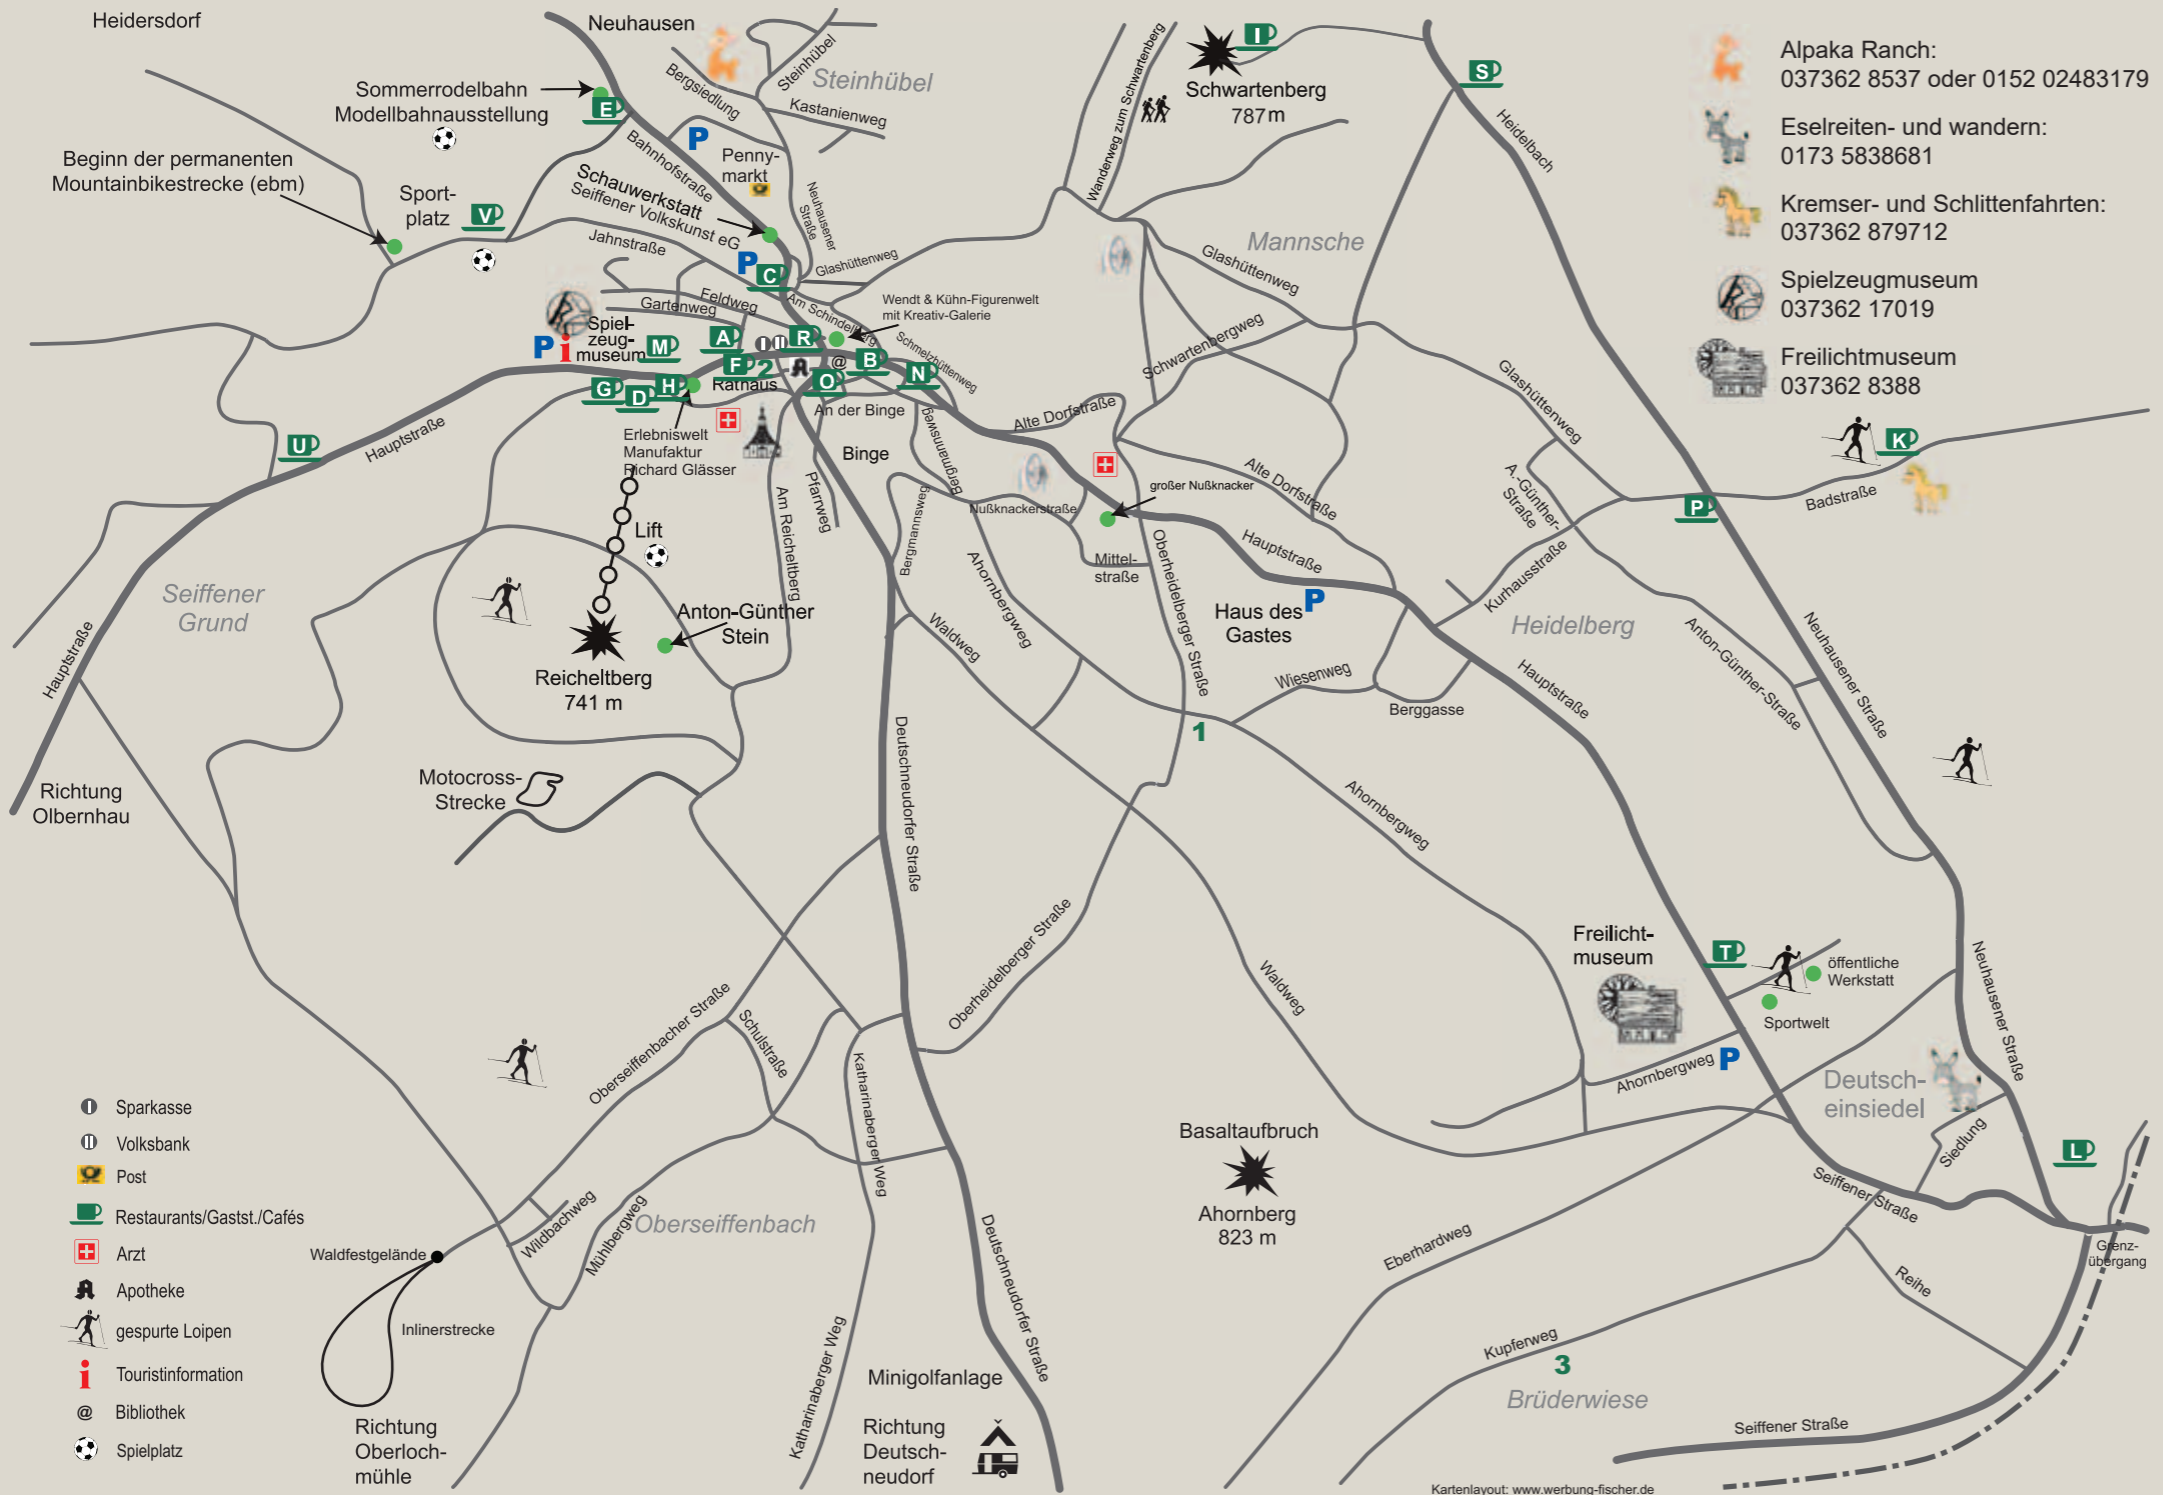 Heidersdorf
Neuhausen
Steinhübel
Steinhübel
Bergsiedlung
Kastanienweg
Sommerrodelbahn
Modellbahnausstellung
E
Bahnhofstraße
P
Penny-
markt
Beginn der permanenten
Mountainbikestrecke (ebm)
Sport-
platz
V
Schauwerkstatt
Seiffener Volkskunst eG
Neuhausener
Straße
Jahnstraße
P
C
Glashüttenweg
Feldweg
Gartenweg
Am Schindelberg
Wendt & Kühn-Figurenwelt
mit Kreativ-Galerie
Schmelzhüttenweg
Spiel-
zeug-
museum
P
i
M
A
R
F
2
@
B
N
O
G
D
H
Rathaus
An der Binge
U
Hauptstraße
Erlebniswelt
Manufaktur
Richard Glässer
Binge
Pfarrweg
Am Reicheltberg
Bergmannsweg
Bergmannsweg
Lift
Anton-Günther
Stein
Reicheltberg
741 m
Seiffener
Grund
Hauptstraße
Richtung
Olbernhau
Motocross-
Strecke
Wanderweg zum Schwartenberg
I
Schwartenberg
787 m
S
Heidelbach
Mannsche
Glashüttenweg
Schwartenbergweg
Glashüttenweg
Alte Dorfstraße
Alte Dorfstraße
großer Nußknacker
Nußknackerstraße
Mittel-
straße
Hauptstraße
Oberheidelberger Straße
Ahornbergweg
Waldweg
Haus des
Gastes
P
Wiesenweg
Berggasse
1
A.-Günther-
Straße
Kurhausstraße
Heidelberg
Anton-Günther-Straße
Hauptstraße
P
K
Badstraße
Neuhausener Straße
Alpaka Ranch:
037362 8537 oder 0152 02483179
Eselreiten- und wandern:
0173 5838681
Kremser- und Schlittenfahrten:
037362 879712
Spielzeugmuseum
037362 17019
Freilichtmuseum
037362 8388
Deutschneudorfer Straße
Ahornbergweg
Oberheidelberger Straße
Waldweg
Freilicht-
museum
T
öffentliche
Werkstatt
Sportwelt
Ahornbergweg
P
Neuhausener Straße
Deutsch-
einsiedel
Siedlung
L
Seiffener Straße
Grenz-
übergang
Reihe
Basaltaufbruch
Ahornberg
823 m
Eberhardweg
Kupferweg
3
Brüderwiese
Seiffener Straße
Oberseiffenbacher Straße
Schulstraße
Katharinaberger Weg
Wildbachweg
Mühlbergweg
Oberseiffenbach
Waldfestgelände
Inlinerstrecke
Richtung
Oberloch-
mühle
Katharinaberger Weg
Deutschneudorfer Straße
Minigolfanlage
Richtung
Deutsch-
neudorf
Sparkasse
Volksbank
Post
Restaurants/Gastst./Cafés
Arzt
Apotheke
gespurte Loipen
i Touristinformation
@ Bibliothek
Spielplatz
Kartenlayout: www.werbung-fischer.de